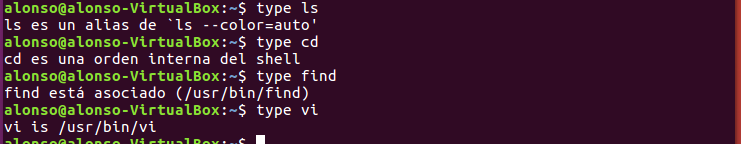 alonso@alonso-VirtualBox:~$ type ls
ls es un alias de `ls --color=auto'
alonso@alonso-VirtualBox:~$ type cd
cd es una orden interna del shell
alonso@alonso-VirtualBox:~$ type find
find está asociado (/usr/bin/find)
alonso@alonso-VirtualBox:~$ type vi
vi is /usr/bin/vi
alonso@alonso-VirtualBox:~$